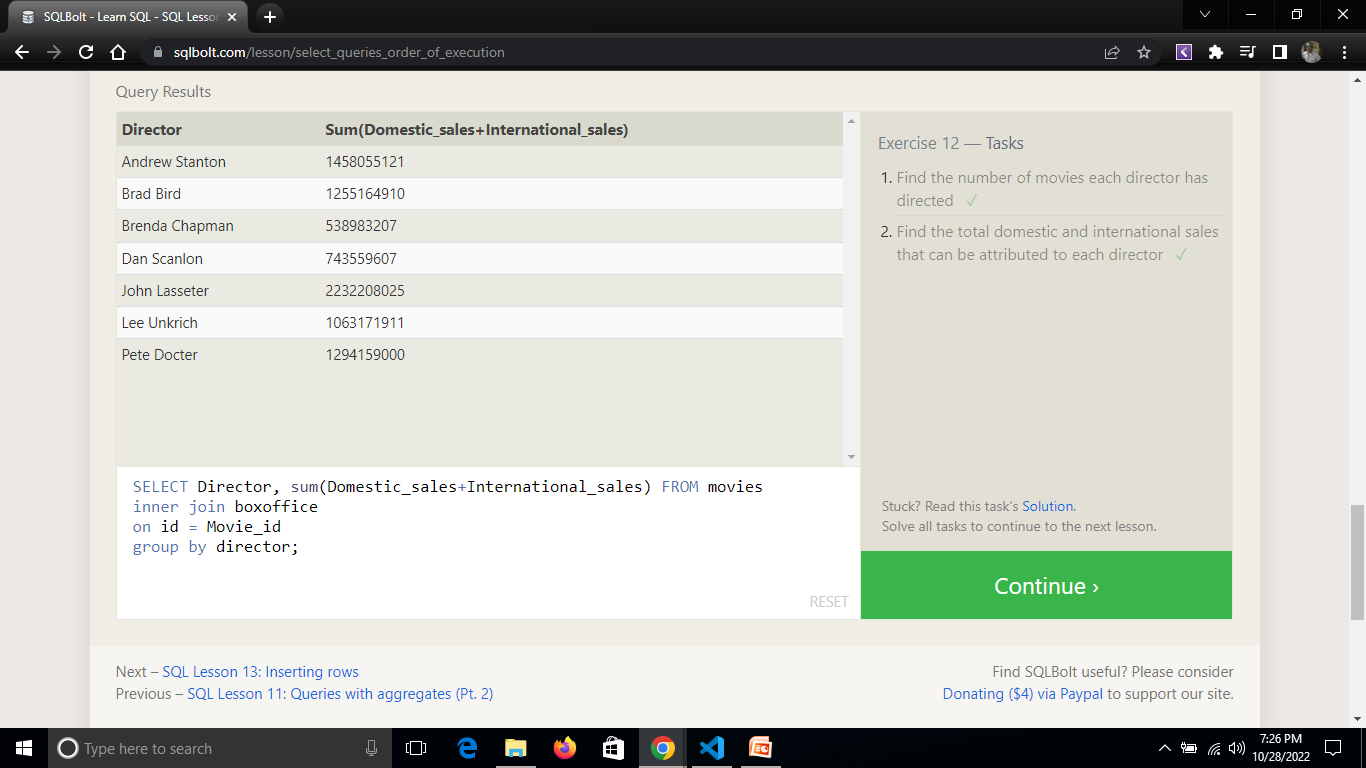 SQLBolt - Learn SQL - SQL Lesson
sqlbolt.com/lesson/select_queries_order_of_execution
Query Results
Director Sum(Domestic_sales+International_sales)
Andrew Stanton 1458055121
Brad Bird 1255164910
Brenda Chapman 538983207
Dan Scanlon 743559607
John Lasseter 2232208025
Lee Unkrich 1063171911
Pete Docter 1294159000
Exercise 12 — Tasks
1. Find the number of movies each director has
directed ✓
2. Find the total domestic and international sales
that can be attributed to each director ✓
SELECT Director, sum(Domestic_sales+International_sales) FROM movies
inner join boxoffice
on id = Movie_id
group by director;
RESET
Stuck? Read this task's Solution.
Solve all tasks to continue to the next lesson.
Continue ›
Next – SQL Lesson 13: Inserting rows
Previous – SQL Lesson 11: Queries with aggregates (Pt. 2)
Find SQLBolt useful? Please consider
Donating ($4) via Paypal to support our site.
Type here to search
7:26 PM
10/28/2022